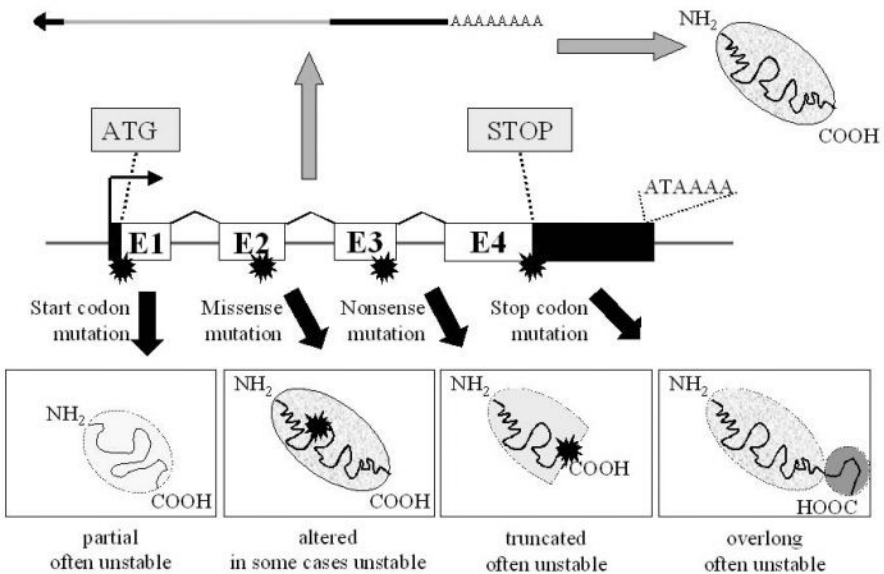 AAAAAAAA
NH2
COOH
ATG
STOP
ATAAAA
E1 E2 E3 E4
Start codon
mutation
Missense
mutation
Nonsense
mutation
Stop codon
mutation
NH2
COOH
NH2
COOH
NH2
COOH
NH2
HOOC
partial
often unstable
altered
in some cases unstable
truncated
often unstable
overlong
often unstable